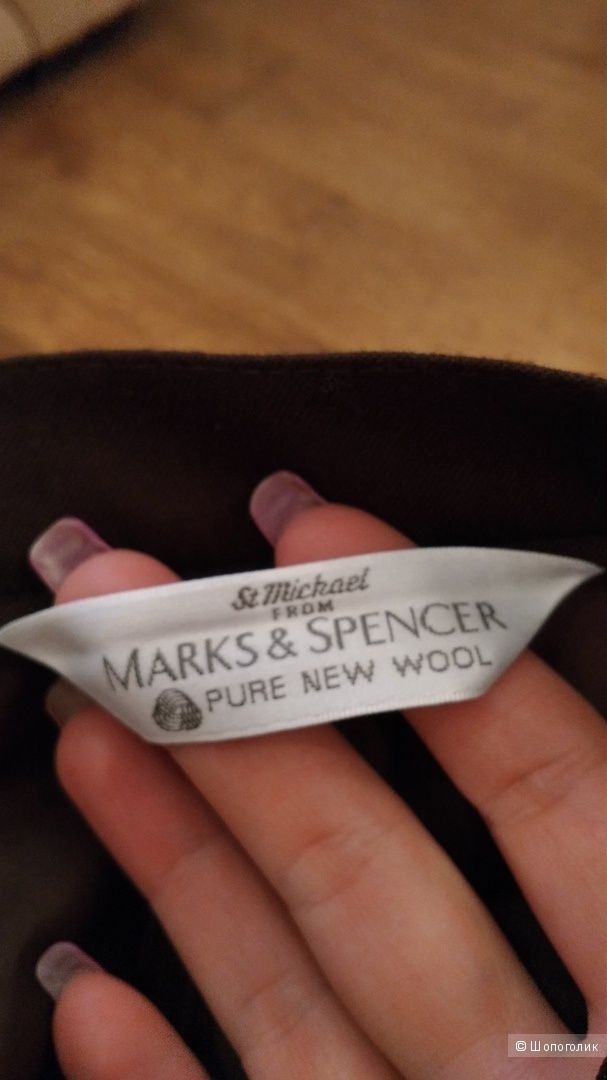 St Michael
FROM
MARKS & SPENCER
PURE NEW WOOL
© Шопоголик